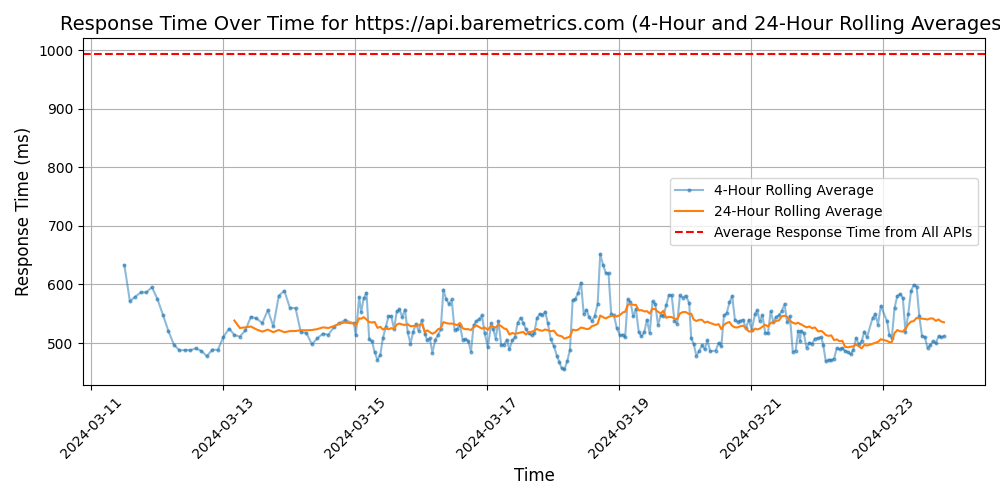 Response Time Over Time for https://api.baremetrics.com (4-Hour and 24-Hour Rolling Averages
Response Time (ms)
1000
900
800
700
600
500
4-Hour Rolling Average
24-Hour Rolling Average
Average Response Time from All APIs
2024-03-11
2024-03-13
2024-03-15
2024-03-17
2024-03-19
2024-03-21
2024-03-23
Time